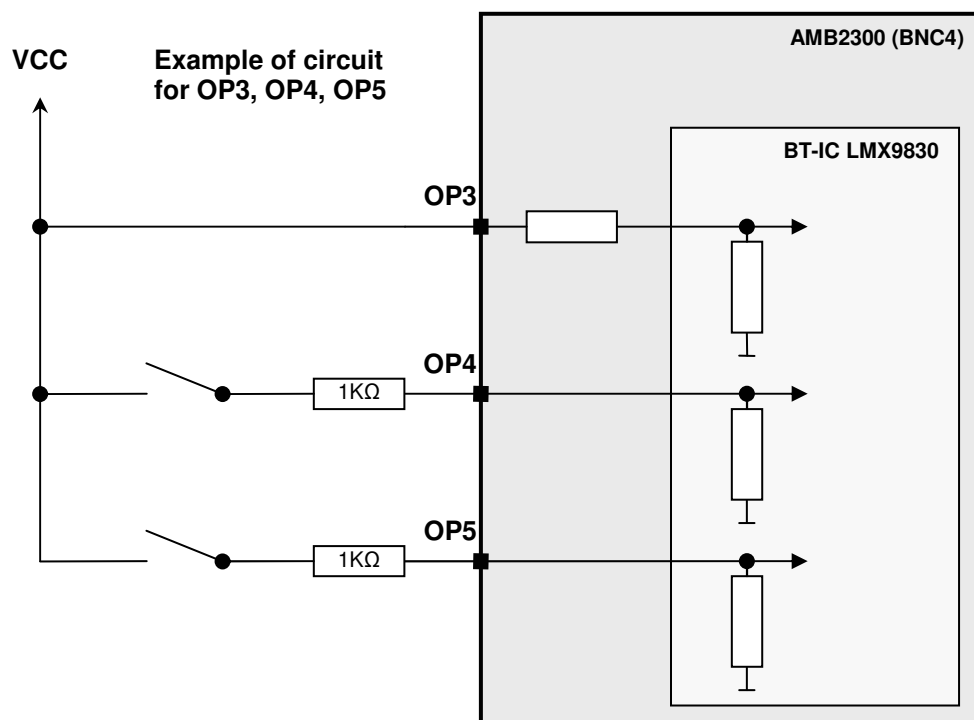 AMB2300 (BNC4)
VCC
Example of circuit
for OP3, OP4, OP5
BT-IC LMX9830
OP3
OP4
1KΩ
OP5
1KΩ